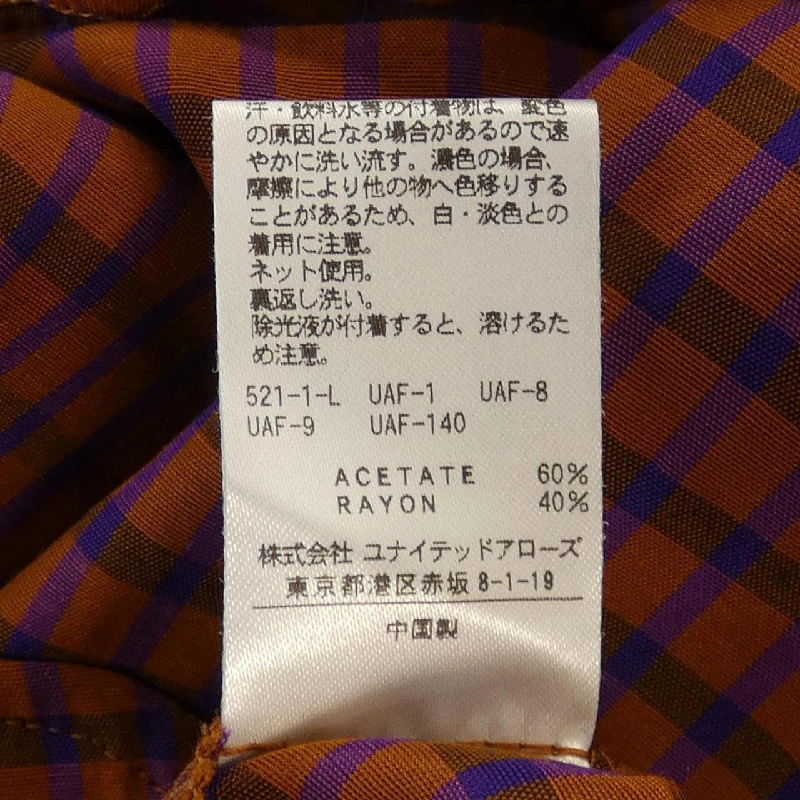 汗・飲料水等の付着物は、変色
の原因となる場合があるので速
やかに洗い流す。濃色の場合、
摩擦により他の物へ色移りする
ことがあるため、白・淡色との
着用に注意。
ネット使用。
裏返し洗い。
除光液が付着すると、溶けるた
め注意。
521-1-L UAF-1 UAF-8
UAF-9 UAF-140
ACETATE 60%
RAYON 40%
株式会社 ユナイテッドアローズ
東京都港区赤坂 8-1-19
中国製